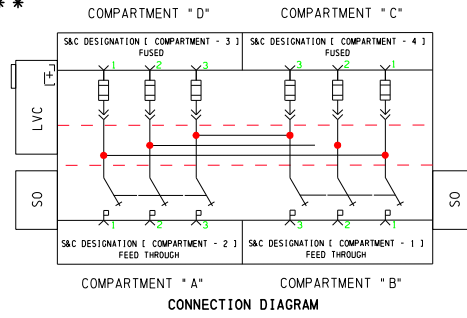 * *
COMPARTMENT "D" COMPARTMENT "C"
S&C DESIGNATION [ COMPARTMENT - 3 ] S&C DESIGNATION [ COMPARTMENT - 4 ]
FUSED FUSED
1 2 3 3 2 1
+
LVC
SO SO
1 2 3 3 2 1
S&C DESIGNATION [ COMPARTMENT - 2 ] S&C DESIGNATION [ COMPARTMENT - 1 ]
FEED THROUGH FEED THROUGH
COMPARTMENT "A" COMPARTMENT "B"
CONNECTION DIAGRAM